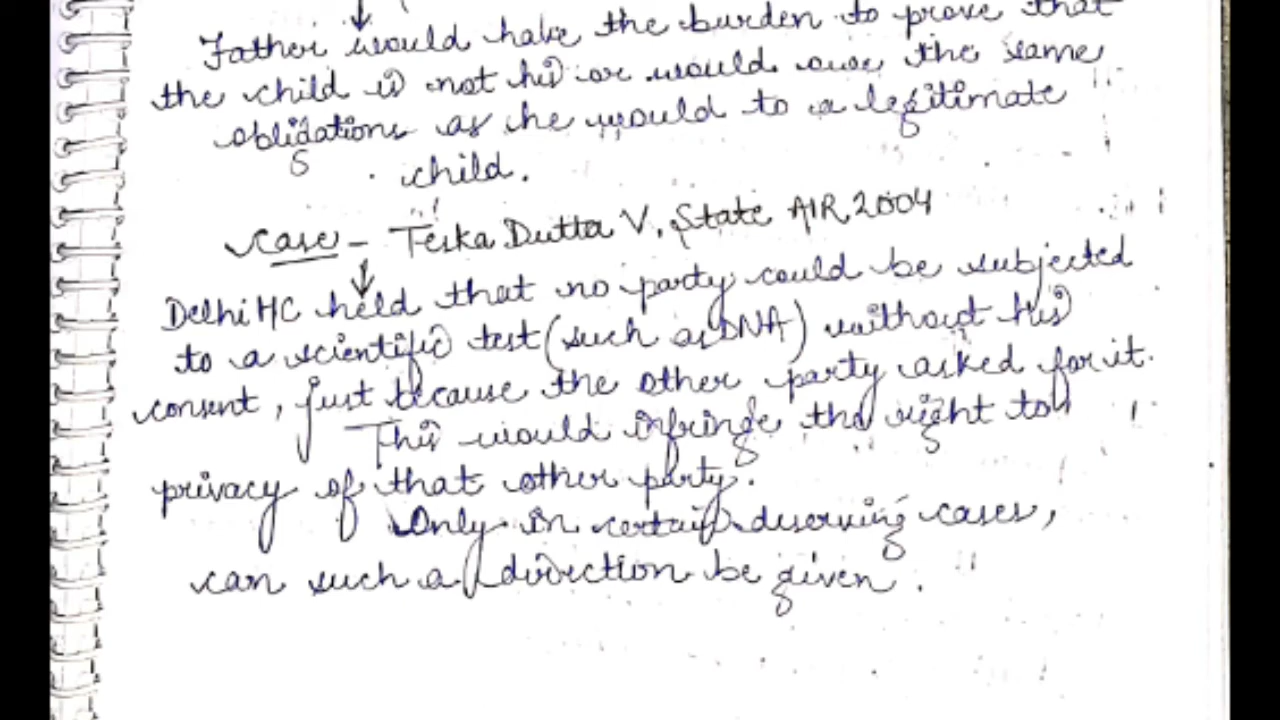 Father would have the burden to prove that
the child is not his or would owe the same
obligations as he would to a legitimate
child.
Case - Teska Dutta V. State AIR 2004
Delhi HC held that no party could be subjected
to a scientific test (such as DNA) without his
consent, just because the other party asked for it.
This would infringe the right to
privacy of that other party.
Only in certain deserving cases,
can such a direction be given.